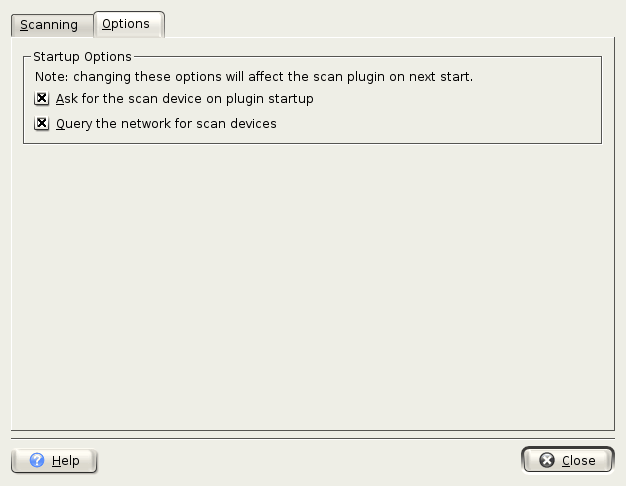 Scanning
Options
Startup Options
Note: changing these options will affect the scan plugin on next start.
Ask for the scan device on plugin startup
Query the network for scan devices
Help
Close